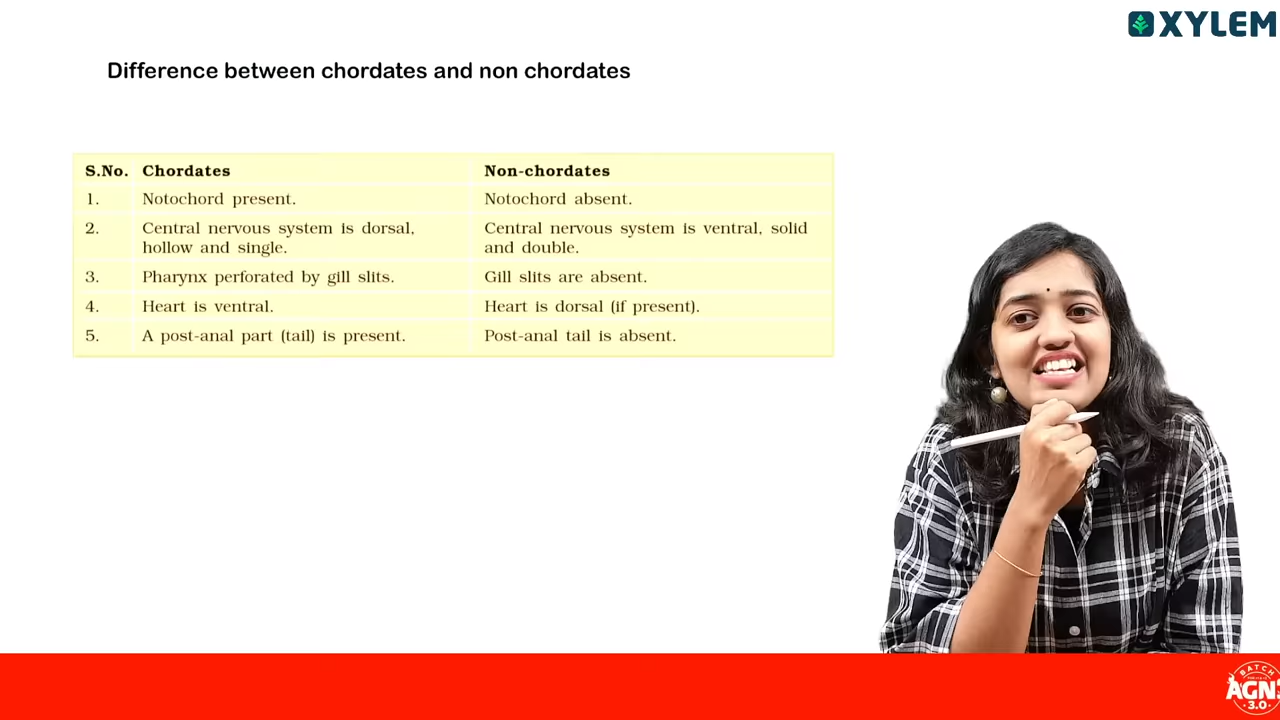 XYLEM
Difference between chordates and non chordates
S.No. Chordates Non-chordates
1. Notochord present. Notochord absent.
2. Central nervous system is dorsal, Central nervous system is ventral, solid
hollow and single. and double.
3. Pharynx perforated by gill slits. Gill slits are absent.
4. Heart is ventral. Heart is dorsal (if present).
5. A post-anal part (tail) is present. Post-anal tail is absent.
BATCH
AGN
3.0